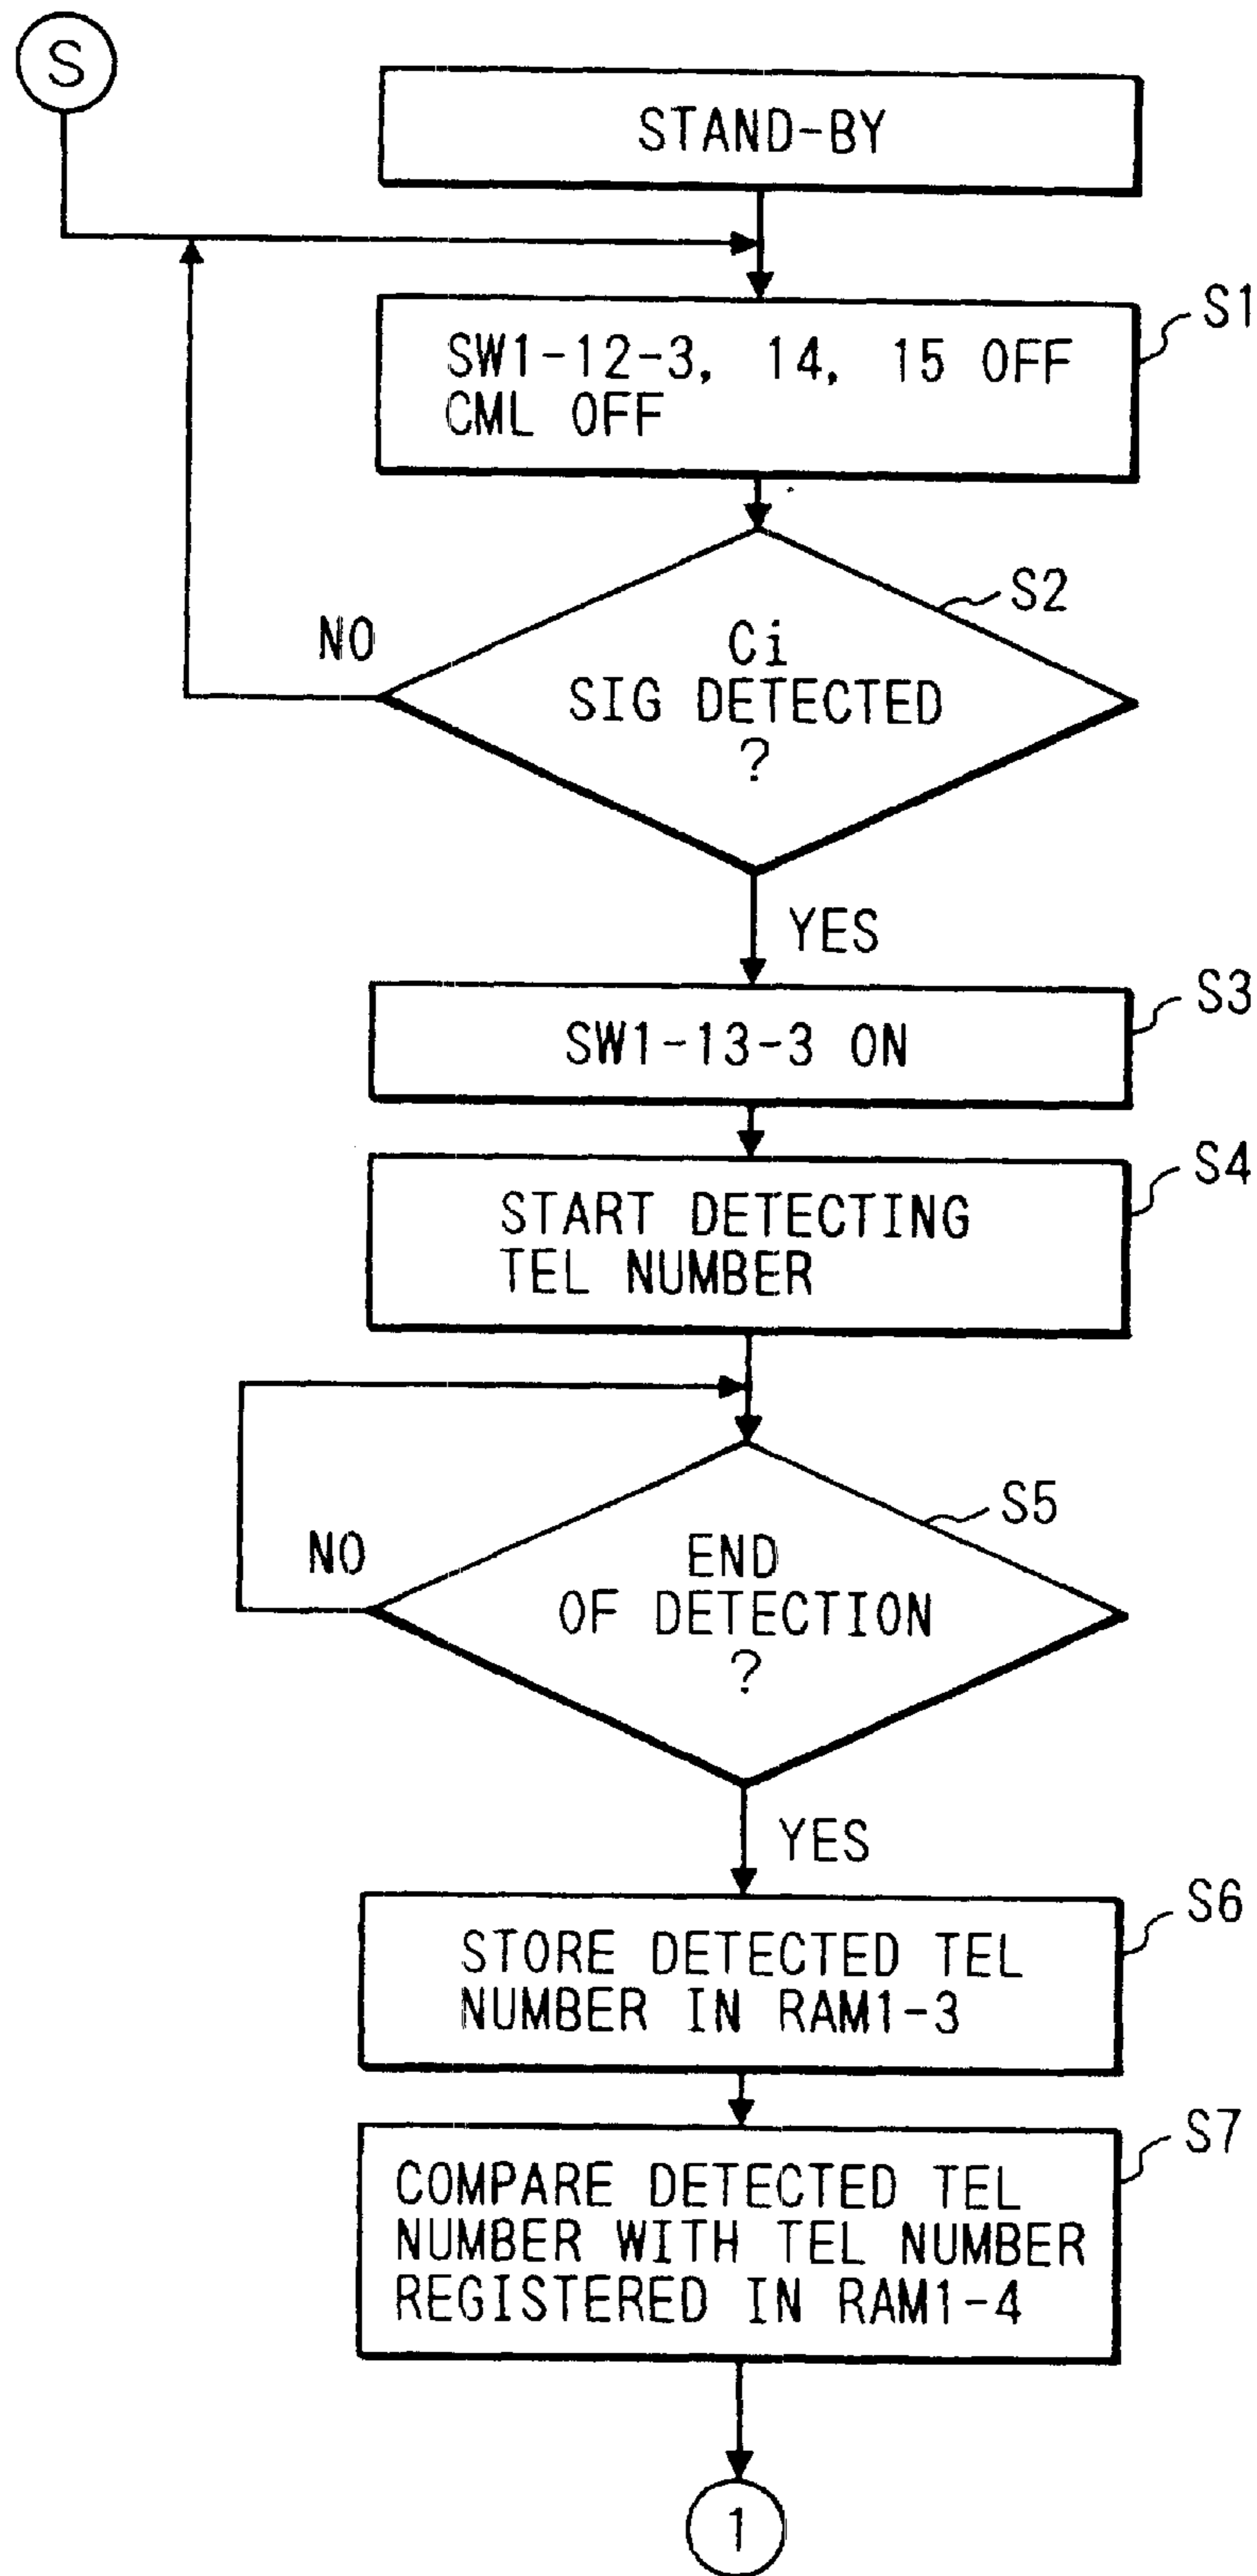 S
STAND-BY
SW1-12-3, 14, 15 OFF
CML OFF
S1
Ci
SIG DETECTED
?
S2
NO
YES
SW1-13-3 ON
S3
START DETECTING
TEL NUMBER
S4
END
OF DETECTION
?
S5
NO
YES
STORE DETECTED TEL
NUMBER IN RAM1-3
S6
COMPARE DETECTED TEL
NUMBER WITH TEL NUMBER
REGISTERED IN RAM1-4
S7
1